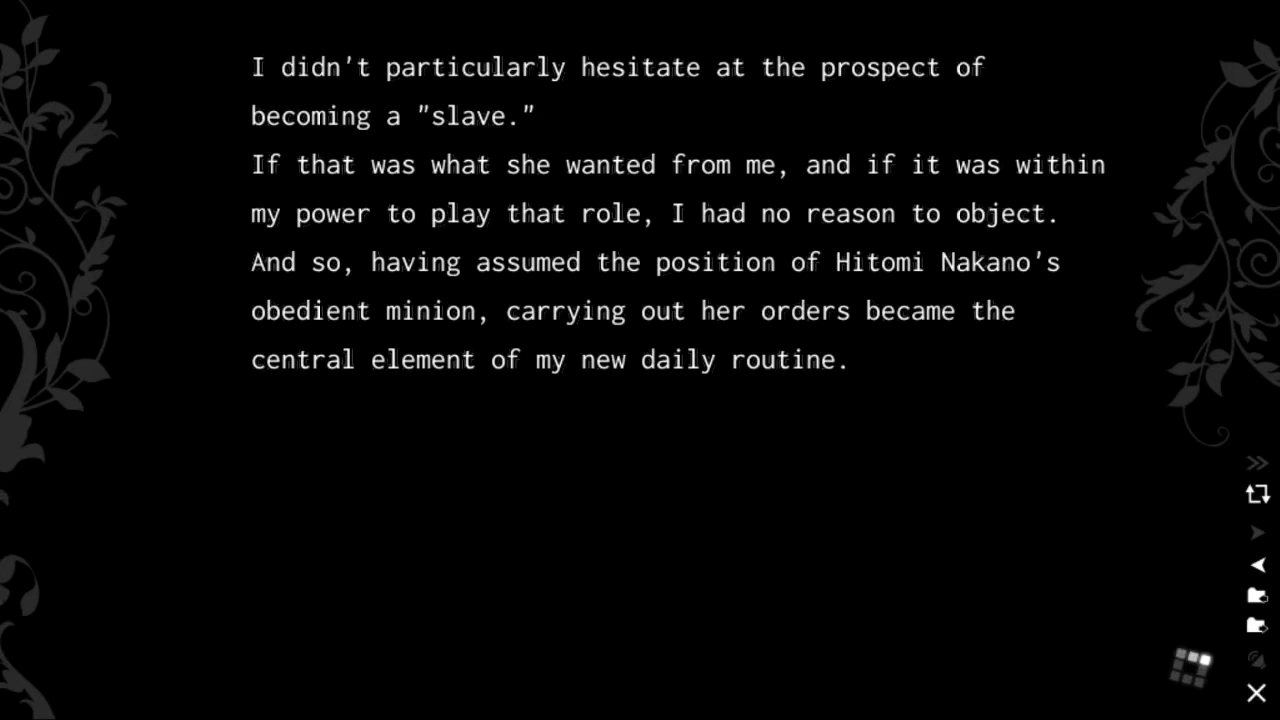 I didn't particularly hesitate at the prospect of
becoming a "slave."
If that was what she wanted from me, and if it was within
my power to play that role, I had no reason to object.
And so, having assumed the position of Hitomi Nakano's
obedient minion, carrying out her orders became the
central element of my new daily routine.